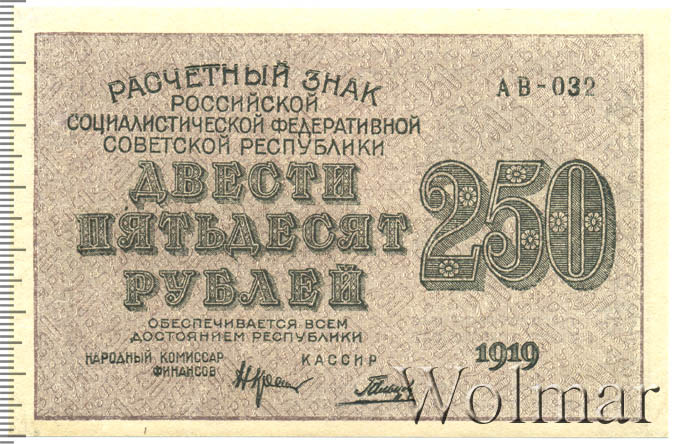 РАСЧЕТНЫЙ ЗНАК
АВ-032
РОССИЙСКОЙ
СОЦИАЛИСТИЧЕСКОЙ ФЕДЕРАТИВНОЙ
СОВЕТСКОЙ РЕСПУБЛИКИ
ДВЕСТИ
ПЯТЬДЕСЯТ
РУБЛЕЙ
250
ОБЕСПЕЧИВАЕТСЯ ВСЕМ
ДОСТОЯНИЕМ РЕСПУБЛИКИ
НАРОДНЫЙ КОМИССАР
ФИНАНСОВ
КАССИР
1919
Wolmar